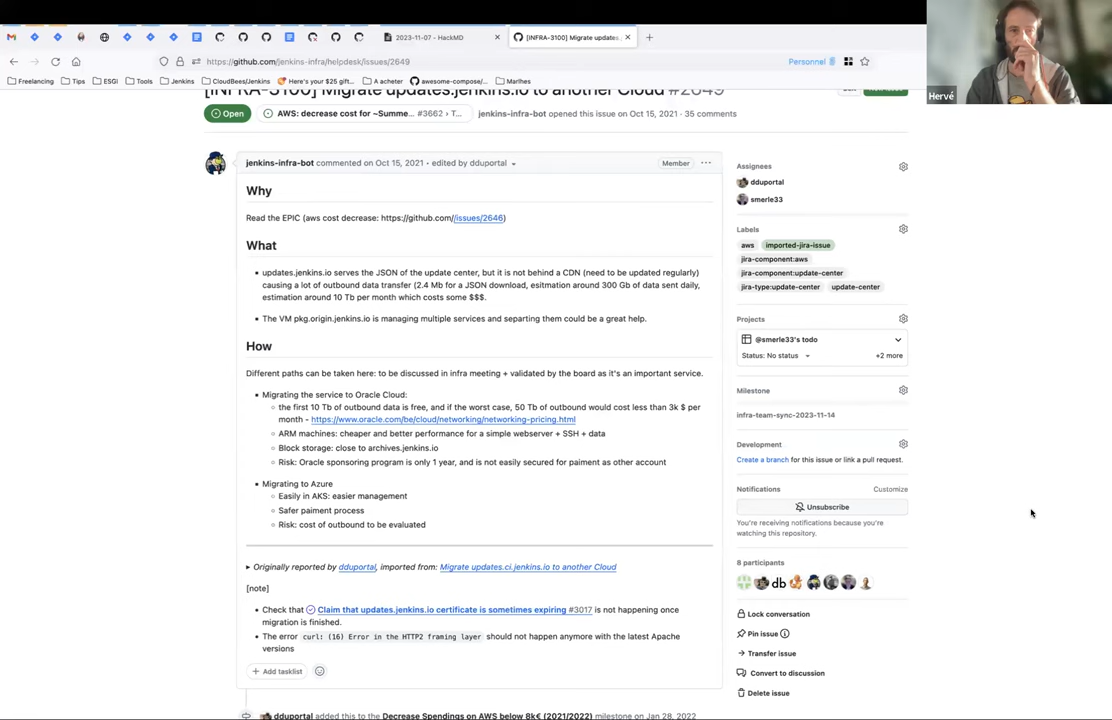 2023-11-07 - HackMD
[INFRA-3100] Migrate updates.
https://github.com/jenkins-infra/helpdesk/issues/2649
Personnel
Freelancing
Tips
ESGI
Tools
Jenkins
CloudBees/Jenkins
Here's your $25 gift...
A acheter
awesome-compose/...
Marlhes
Hervé
[INFRA-3100] Migrate updates.jenkins.io to another Cloud #2649
Open
AWS: decrease cost for ~Summe... #3662 › T...
jenkins-infra-bot opened this issue on Oct 15, 2021 · 35 comments
jenkins-infra-bot commented on Oct 15, 2021 • edited by dduportal
Member
Why
Read the EPIC (aws cost decrease: https://github.com//issues/2646)
What
updates.jenkins.io serves the JSON of the update center, but it is not behind a CDN (need to be updated regularly)
causing a lot of outbound data transfer (2.4 Mb for a JSON download, esitmation around 300 Gb of data sent daily,
estimation around 10 Tb per month which costs some $$$.
The VM pkg.origin.jenkins.io is managing multiple services and separting them could be a great help.
How
Different paths can be taken here: to be discussed in infra meeting + validated by the board as it's an important service.
Migrating the service to Oracle Cloud:
the first 10 Tb of outbound data is free, and if the worst case, 50 Tb of outbound would cost less than 3k $ per
month - https://www.oracle.com/be/cloud/networking/networking-pricing.html
ARM machines: cheaper and better performance for a simple webserver + SSH + data
Block storage: close to archives.jenkins.io
Risk: Oracle sponsoring program is only 1 year, and is not easily secured for paiment as other account
Migrating to Azure
Easily in AKS: easier management
Safer paiment process
Risk: cost of outbound to be evaluated
Originally reported by dduportal, imported from: Migrate updates.ci.jenkins.io to another Cloud
[note]
Check that Claim that updates.jenkins.io certificate is sometimes expiring #3017 is not happening once
migration is finished.
The error curl: (16) Error in the HTTP2 framing layer should not happen anymore with the latest Apache
versions
Add tasklist
dduportal added this to the Decrease Spendings on AWS below 8k€ (2021/2022) milestone on Jan 28, 2022
Assignees
dduportal
smerle33
Labels
aws
imported-jira-issue
jira-component:aws
jira-component:update-center
jira-type:update-center
update-center
Projects
@smerle33's todo
Status: No status
+2 more
Milestone
infra-team-sync-2023-11-14
Development
Create a branch for this issue or link a pull request.
Notifications
Customize
Unsubscribe
You're receiving notifications because you're
watching this repository.
8 participants
db
Lock conversation
Pin issue
Transfer issue
Convert to discussion
Delete issue